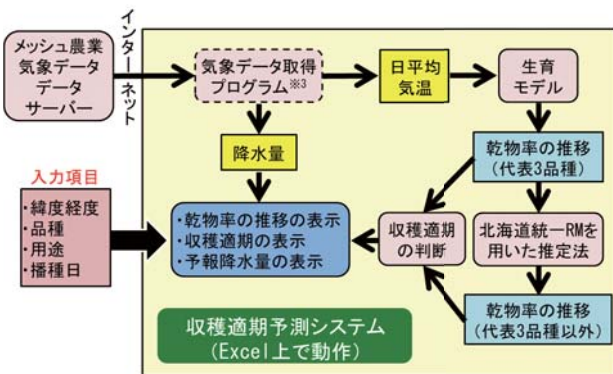 メッシュ農業
気象データ
データ
サーバー
インターネット
気象データ取得
プログラム※3
日平均
気温
生育
モデル
降水量
乾物率の推移
(代表3品種)
入力項目
・緯度経度
・品種
・用途
・播種日
・乾物率の推移の表示
・収穫適期の表示
・予報降水量の表示
収穫適期
の判断
北海道統一RMを
用いた推定法
収穫適期予測システム
(Excel上で動作)
乾物率の推移
(代表3品種以外)